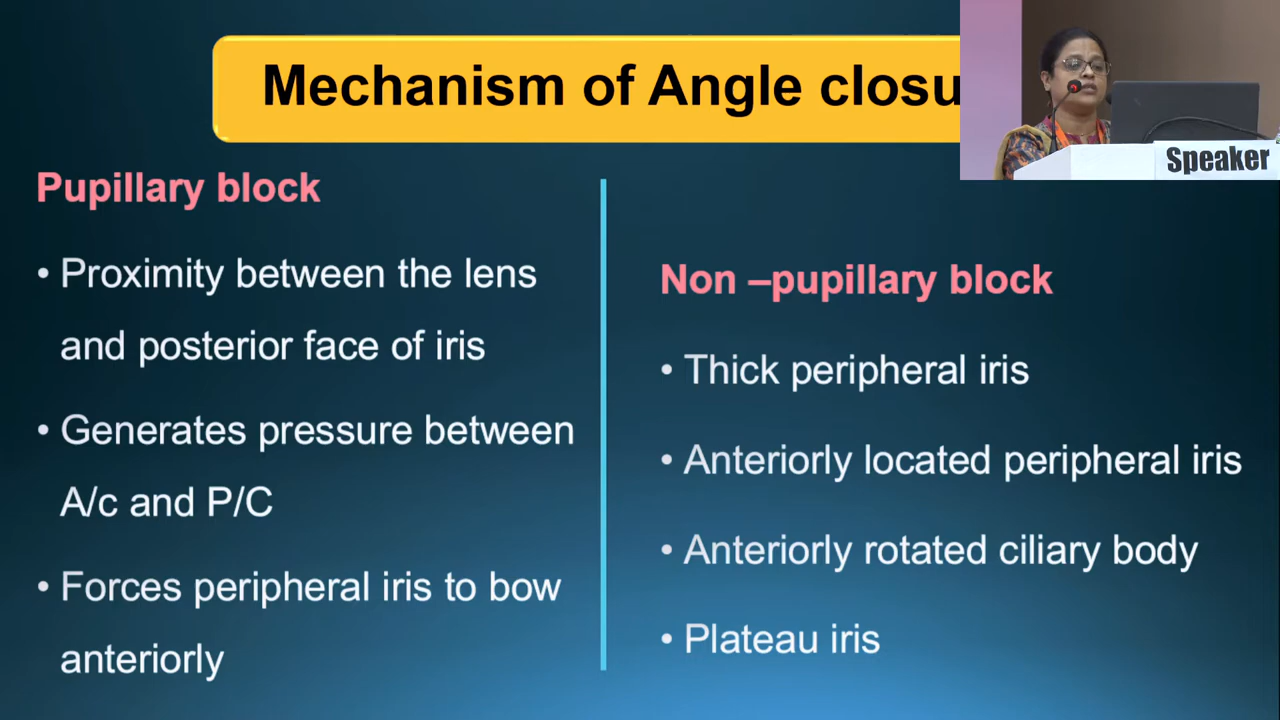 Mechanism of Angle closu
Speaker
Pupillary block
• Proximity between the lens
and posterior face of iris
• Generates pressure between
A/c and P/C
• Forces peripheral iris to bow
anteriorly
Non –pupillary block
• Thick peripheral iris
• Anteriorly located peripheral iris
• Anteriorly rotated ciliary body
• Plateau iris